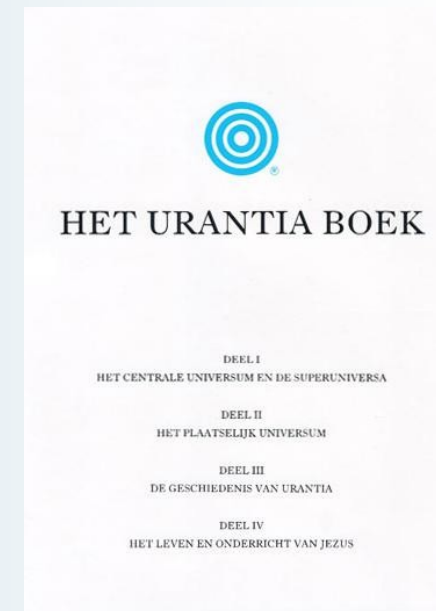 ®
HET URANTIA BOEK
DEEL I
HET CENTRALE UNIVERSUM EN DE SUPERUNIVERSA
DEEL II
HET PLAATSELIJK UNIVERSUM
DEEL III
DE GESCHIEDENIS VAN URANTIA
DEEL IV
HET LEVEN EN ONDERRICHT VAN JEZUS